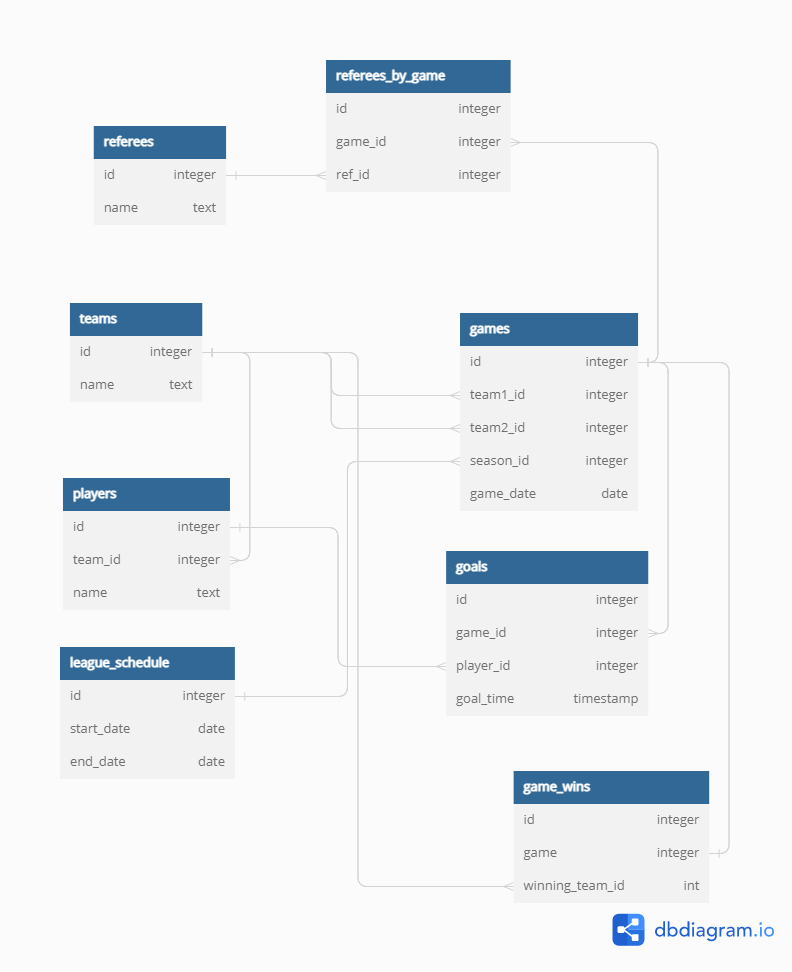 referees_by_game
id integer
game_id integer
ref_id integer
referees
id integer
name text
teams
id integer
name text
games
id integer
team1_id integer
team2_id integer
season_id integer
game_date date
players
id integer
team_id integer
name text
goals
id integer
game_id integer
player_id integer
goal_time timestamp
league_schedule
id integer
start_date date
end_date date
game_wins
id integer
game integer
winning_team_id int
dbdiagram.io